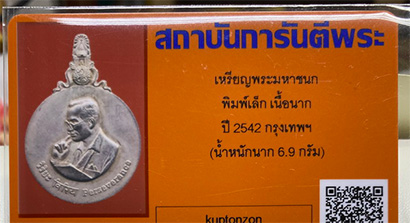 สถาบันการันตีพระ
เหรียญพระมหาชนก
พิมพ์เล็ก เนื้อนาก
ปี 2542 กรุงเทพฯ
(น้ำหนักนาก 6.9 กรัม)
kuptonzon